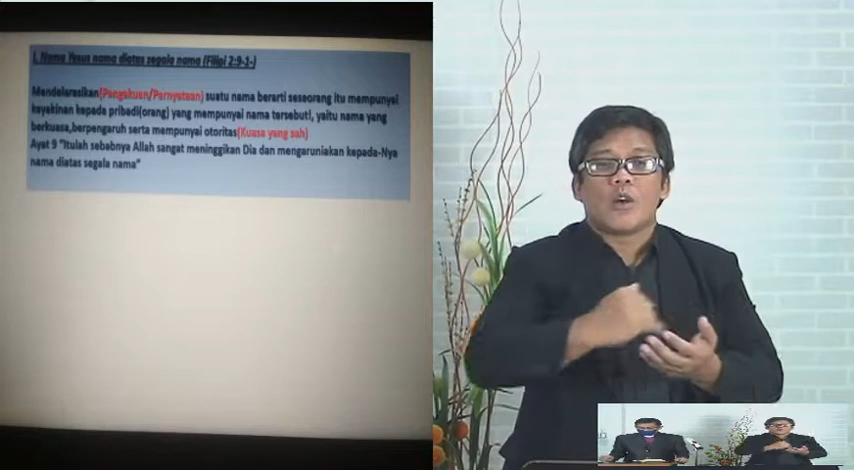 I. Nama Yesus nama diatas segala nama (Filipi 2:9-1-)
Mendelarasikan(Pengakuan/Pernyataan) suatu nama berarti seseorang itu mempunyai
keyakinan kepada pribadi(orang) yang mempunyai nama tersebut!, yaitu nama yang
berkuasa,berpengaruh serta mempunyai otoritas(Kuasa yang sah)
Ayat 9 "Itulah sebabnya Allah sangat meninggikan Dia dan mengaruniakan kepada-Nya
nama diatas segala nama"